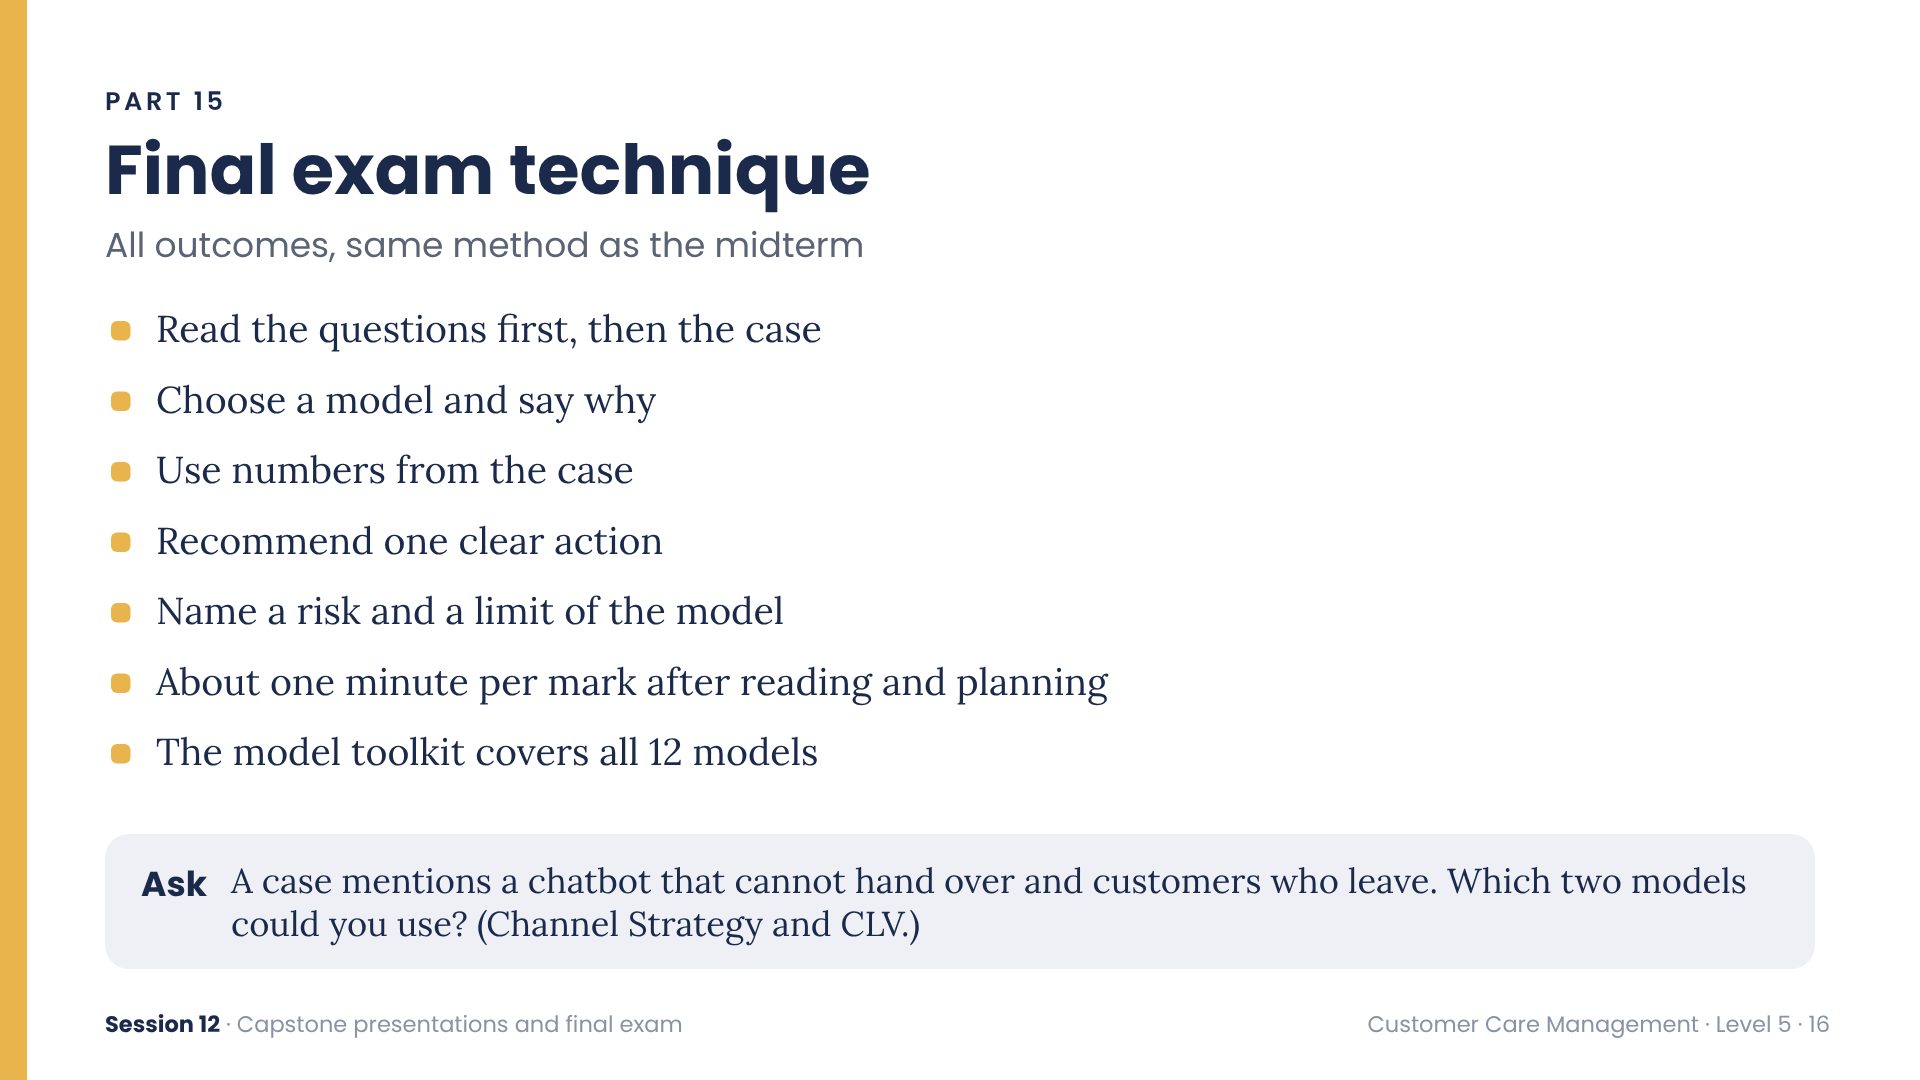 PART 15
Final exam technique
All outcomes, same method as the midterm
Read the questions first, then the case
Choose a model and say why
Use numbers from the case
Recommend one clear action
Name a risk and a limit of the model
About one minute per mark after reading and planning
The model toolkit covers all 12 models
Ask A case mentions a chatbot that cannot hand over and customers who leave. Which two models
could you use? (Channel Strategy and CLV.)
Session 12 · Capstone presentations and final exam
Customer Care Management · Level 5 · 16